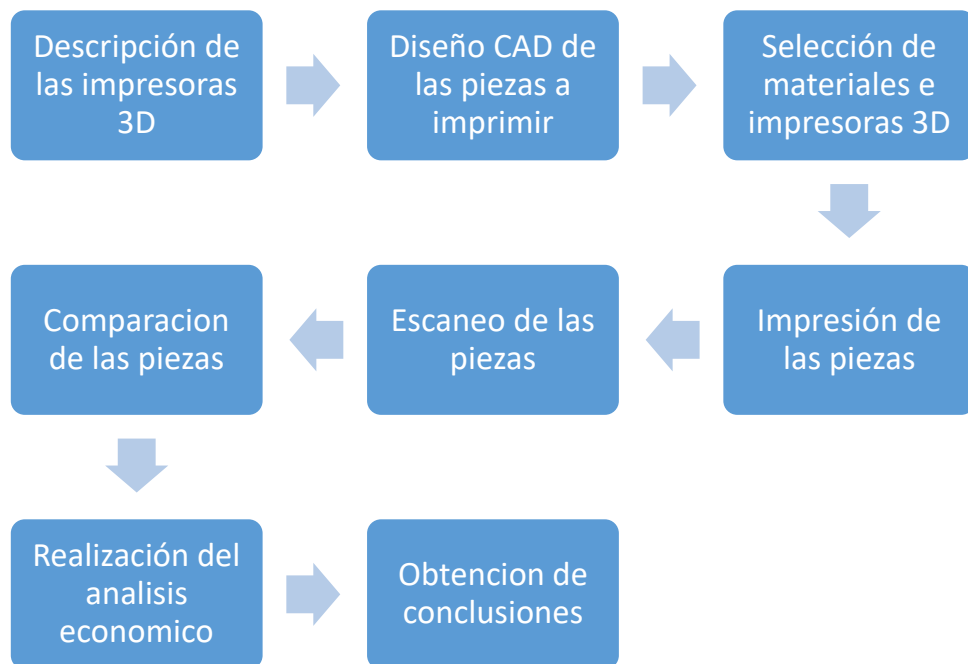 Descripción de
las impresoras
3D
Diseño CAD de
las piezas a
imprimir
Selección de
materiales e
impresoras 3D
Impresión de
las piezas
Escaneo de las
piezas
Comparacion
de las piezas
Realización del
analisis
economico
Obtencion de
conclusiones